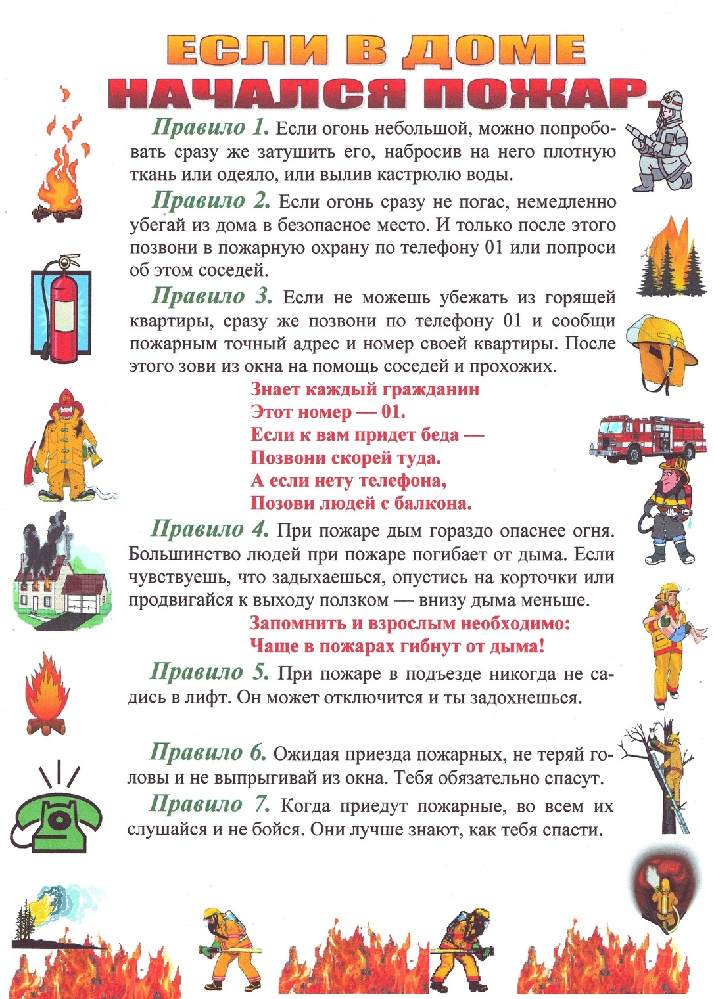 ЕСЛИ В ДОМЕ
НАЧАЛСЯ ПОЖАР.
Правило 1. Если огонь небольшой, можно попробо-
вать сразу же затушить его, набросив на него плотную
ткань или одеяло, или вылив кастрюлю воды.
Правило 2. Если огонь сразу не погас, немедленно
убегай из дома в безопасное место. И только после этого
позвони в пожарную охрану по телефону 01 или попроси
об этом соседей.
Правило 3. Если не можешь убежать из горящей
квартиры, сразу же позвони по телефону 01 и сообщи
пожарным точный адрес и номер своей квартиры. После
этого зови из окна на помощь соседей и прохожих.
Знает каждый гражданин
Этот номер — 01.
Если к вам придет беда —
Позвони скорей туда.
А если нету телефона,
Позови людей с балкона.
Правило 4. При пожаре дым гораздо опаснее огня.
Большинство людей при пожаре погибает от дыма. Если
чувствуешь, что задыхаешься, опустись на корточки или
продвигайся к выходу ползком — внизу дыма меньше.
Запомнить и взрослым необходимо:
Чаще в пожарах гибнут от дыма!
Правило 5. При пожаре в подъезде никогда не са-
дись в лифт. Он может отключится и ты задохнешься.
Правило 6. Ожидая приезда пожарных, не теряй го-
ловы и не выпрыгивай из окна. Тебя обязательно спасут.
Правило 7. Когда приедут пожарные, во всем их
слушайся и не бойся. Они лучше знают, как тебя спасти.